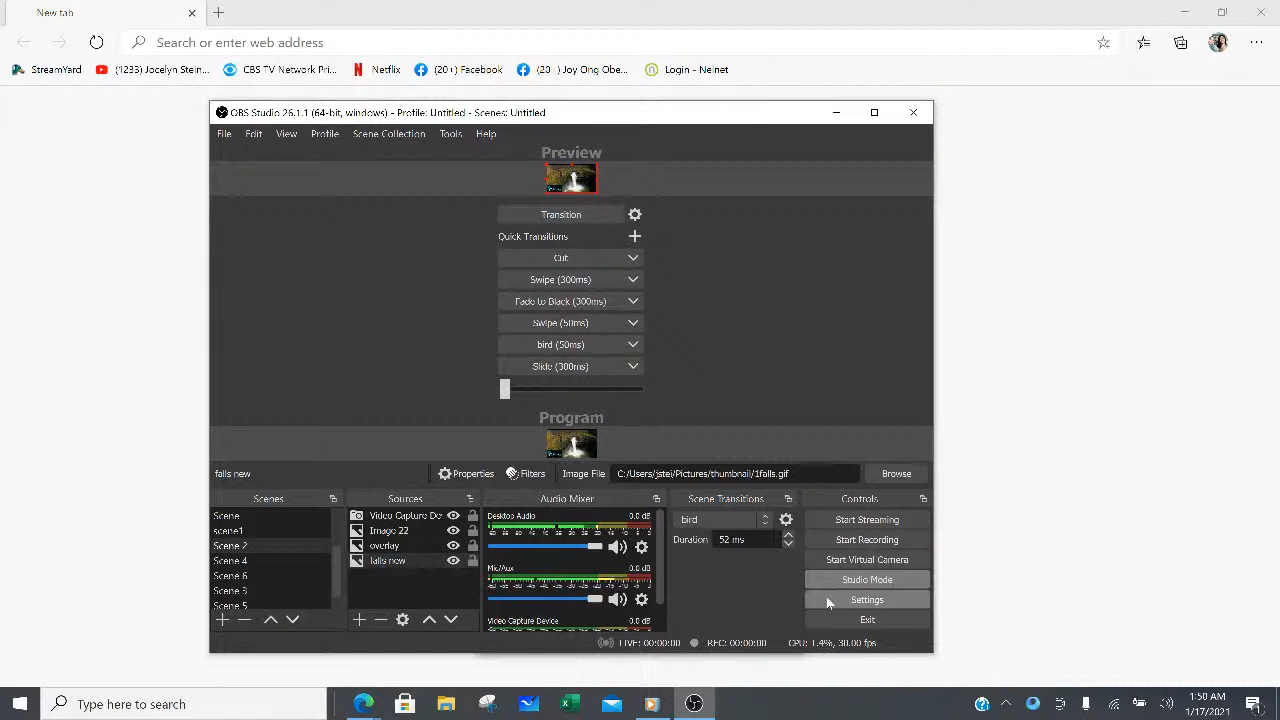 New tab
Search or enter web address
StreamYard
(1233) Jocelyn Stein...
CBS TV Network Pri...
Netflix
(20+) Facebook
(20+) Joy Ong Obe...
Login - Nelnet
OBS Studio 26.1.1 (64-bit, windows) - Profile: Untitled - Scenes: Untitled
File Edit View Profile Scene Collection Tools Help
Preview
Transition
Quick Transitions
Cut
Swipe (300ms)
Fade to Black (300ms)
Swipe (50ms)
bird (50ms)
Slide (300ms)
Program
falls new
Properties
Filters
Image File
C:/Users/jstei/Pictures/thumbnail/1falls.gif
Browse
Scenes
Scene
scene1
Scene 2
Scene 4
Scene 6
Scene 3
Scene 5
Sources
Video Capture De
Image 22
overlay
falls new
Audio Mixer
Desktop Audio 0.0 dB
Mic/Aux 0.0 dB
Video Capture Device 0.0 dB
Scene Transitions
bird
Duration 52 ms
Controls
Start Streaming
Start Recording
Start Virtual Camera
Studio Mode
Settings
Exit
LIVE: 00:00:00
REC: 00:00:00
CPU: 1.4%, 30.00 fps
Type here to search
1:50 AM
1/17/2021